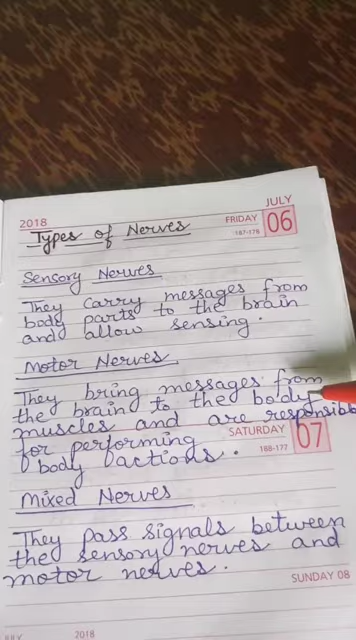 JULY
2018
FRIDAY 06
187-178
Types of Nerves
Sensory Nerves
They carry messages from
body parts to the brain
and allow sensing.
Motor Nerves
They bring messages from
the brain to the body
muscles and are responsib
for performing
SATURDAY 07
188-177
body actions.
Mixed Nerves
They pass signals between
the sensory nerves and
motor nerves.
SUNDAY 08
JULY 2018